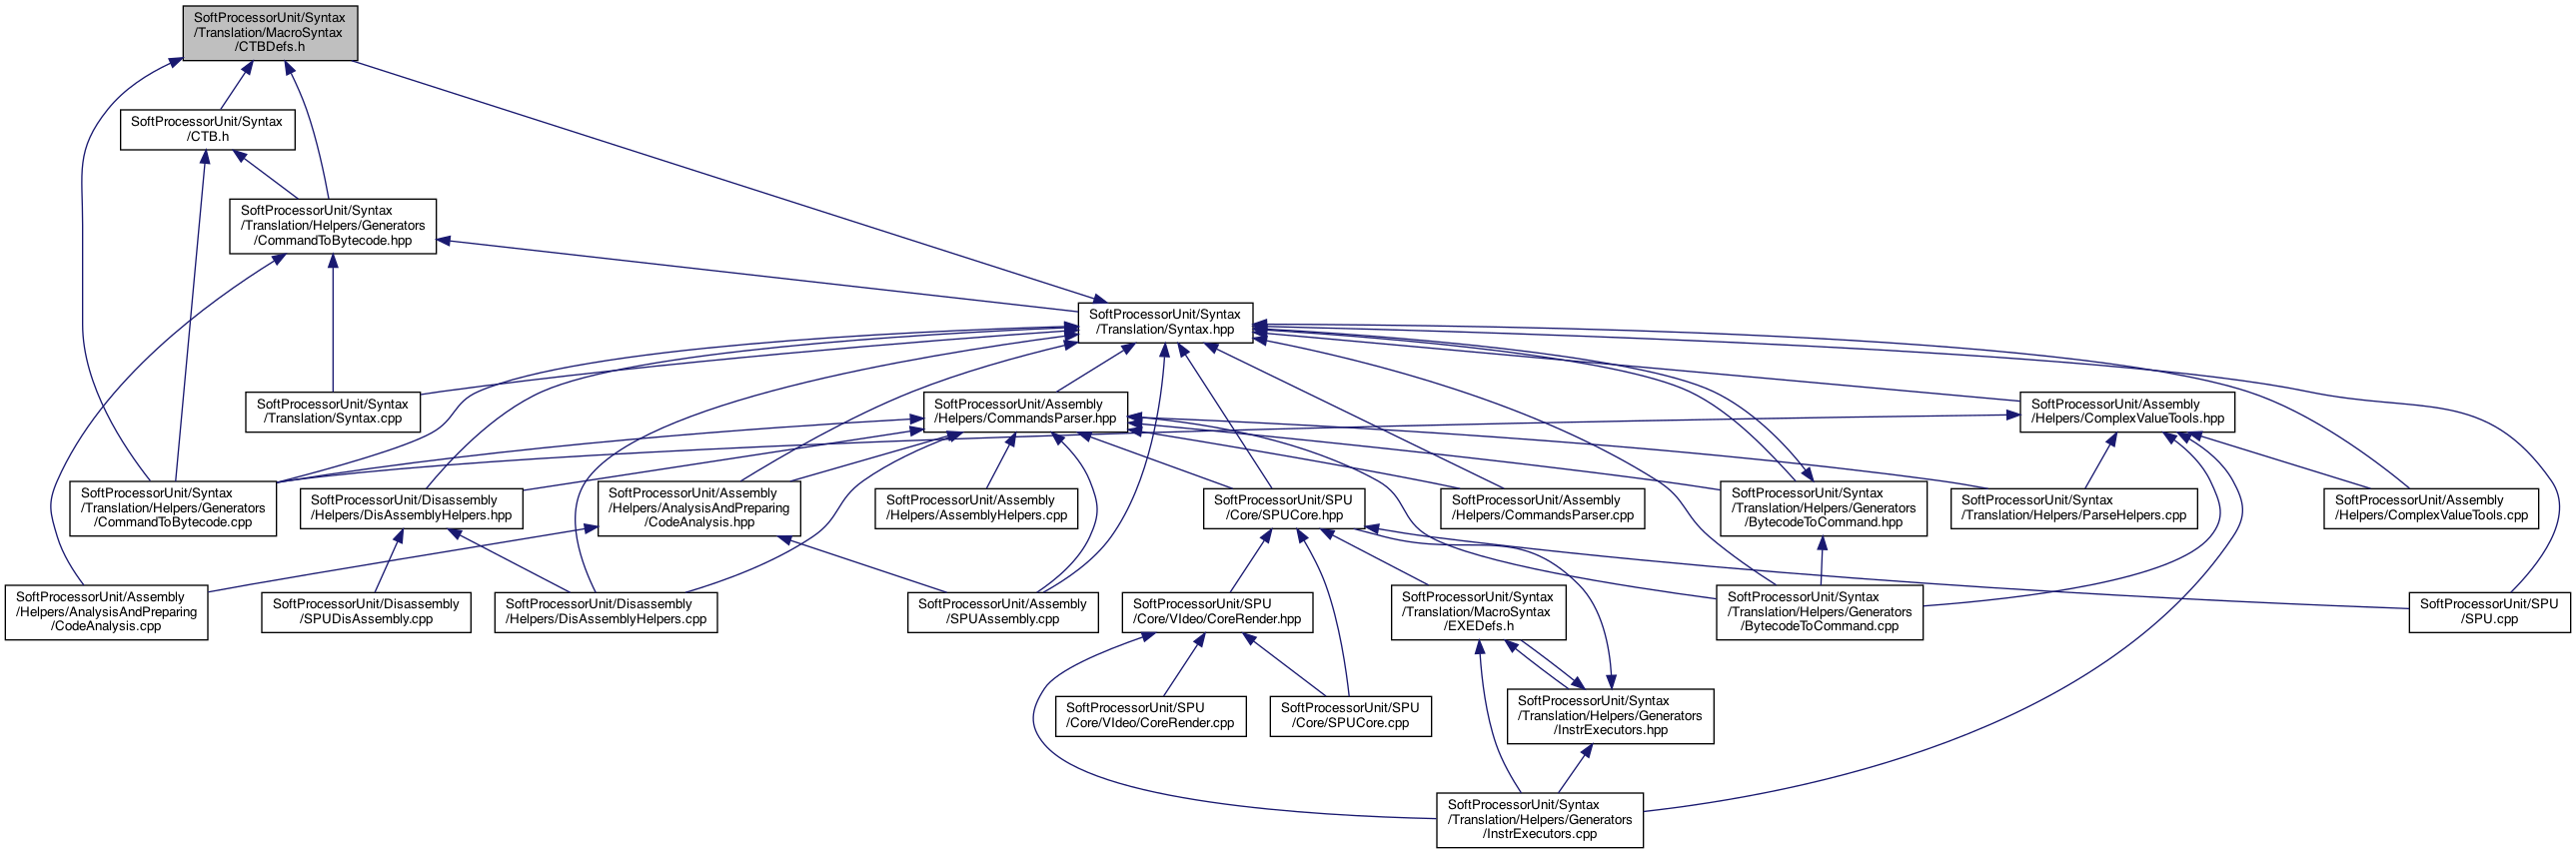 SoftProcessorUnit/Syntax
/Translation/MacroSyntax
/CTBDefs.h
SoftProcessorUnit/Syntax
/CTB.h
SoftProcessorUnit/Syntax
/Translation/Helpers/Generators
/CommandToBytecode.hpp
SoftProcessorUnit/Syntax
/Translation/Syntax.hpp
SoftProcessorUnit/Syntax
/Translation/Syntax.cpp
SoftProcessorUnit/Assembly
/Helpers/CommandsParser.hpp
SoftProcessorUnit/Assembly
/Helpers/ComplexValueTools.hpp
SoftProcessorUnit/Syntax
/Translation/Helpers/Generators
/CommandToBytecode.cpp
SoftProcessorUnit/Disassembly
/Helpers/DisAssemblyHelpers.hpp
SoftProcessorUnit/Assembly
/Helpers/AnalysisAndPreparing
/CodeAnalysis.hpp
SoftProcessorUnit/Assembly
/Helpers/AssemblyHelpers.cpp
SoftProcessorUnit/SPU
/Core/SPUCore.hpp
SoftProcessorUnit/Assembly
/Helpers/CommandsParser.cpp
SoftProcessorUnit/Syntax
/Translation/Helpers/Generators
/BytecodeToCommand.hpp
SoftProcessorUnit/Syntax
/Translation/Helpers/ParseHelpers.cpp
SoftProcessorUnit/Assembly
/Helpers/ComplexValueTools.cpp
SoftProcessorUnit/Assembly
/Helpers/AnalysisAndPreparing
/CodeAnalysis.cpp
SoftProcessorUnit/Disassembly
/SPUDisAssembly.cpp
SoftProcessorUnit/Disassembly
/Helpers/DisAssemblyHelpers.cpp
SoftProcessorUnit/Assembly
/SPUAssembly.cpp
SoftProcessorUnit/SPU
/Core/VIdeo/CoreRender.hpp
SoftProcessorUnit/Syntax
/Translation/MacroSyntax
/EXEDefs.h
SoftProcessorUnit/Syntax
/Translation/Helpers/Generators
/BytecodeToCommand.cpp
SoftProcessorUnit/SPU
/SPU.cpp
SoftProcessorUnit/SPU
/Core/VIdeo/CoreRender.cpp
SoftProcessorUnit/SPU
/Core/SPUCore.cpp
SoftProcessorUnit/Syntax
/Translation/Helpers/Generators
/InstrExecutors.hpp
SoftProcessorUnit/Syntax
/Translation/Helpers/Generators
/InstrExecutors.cpp